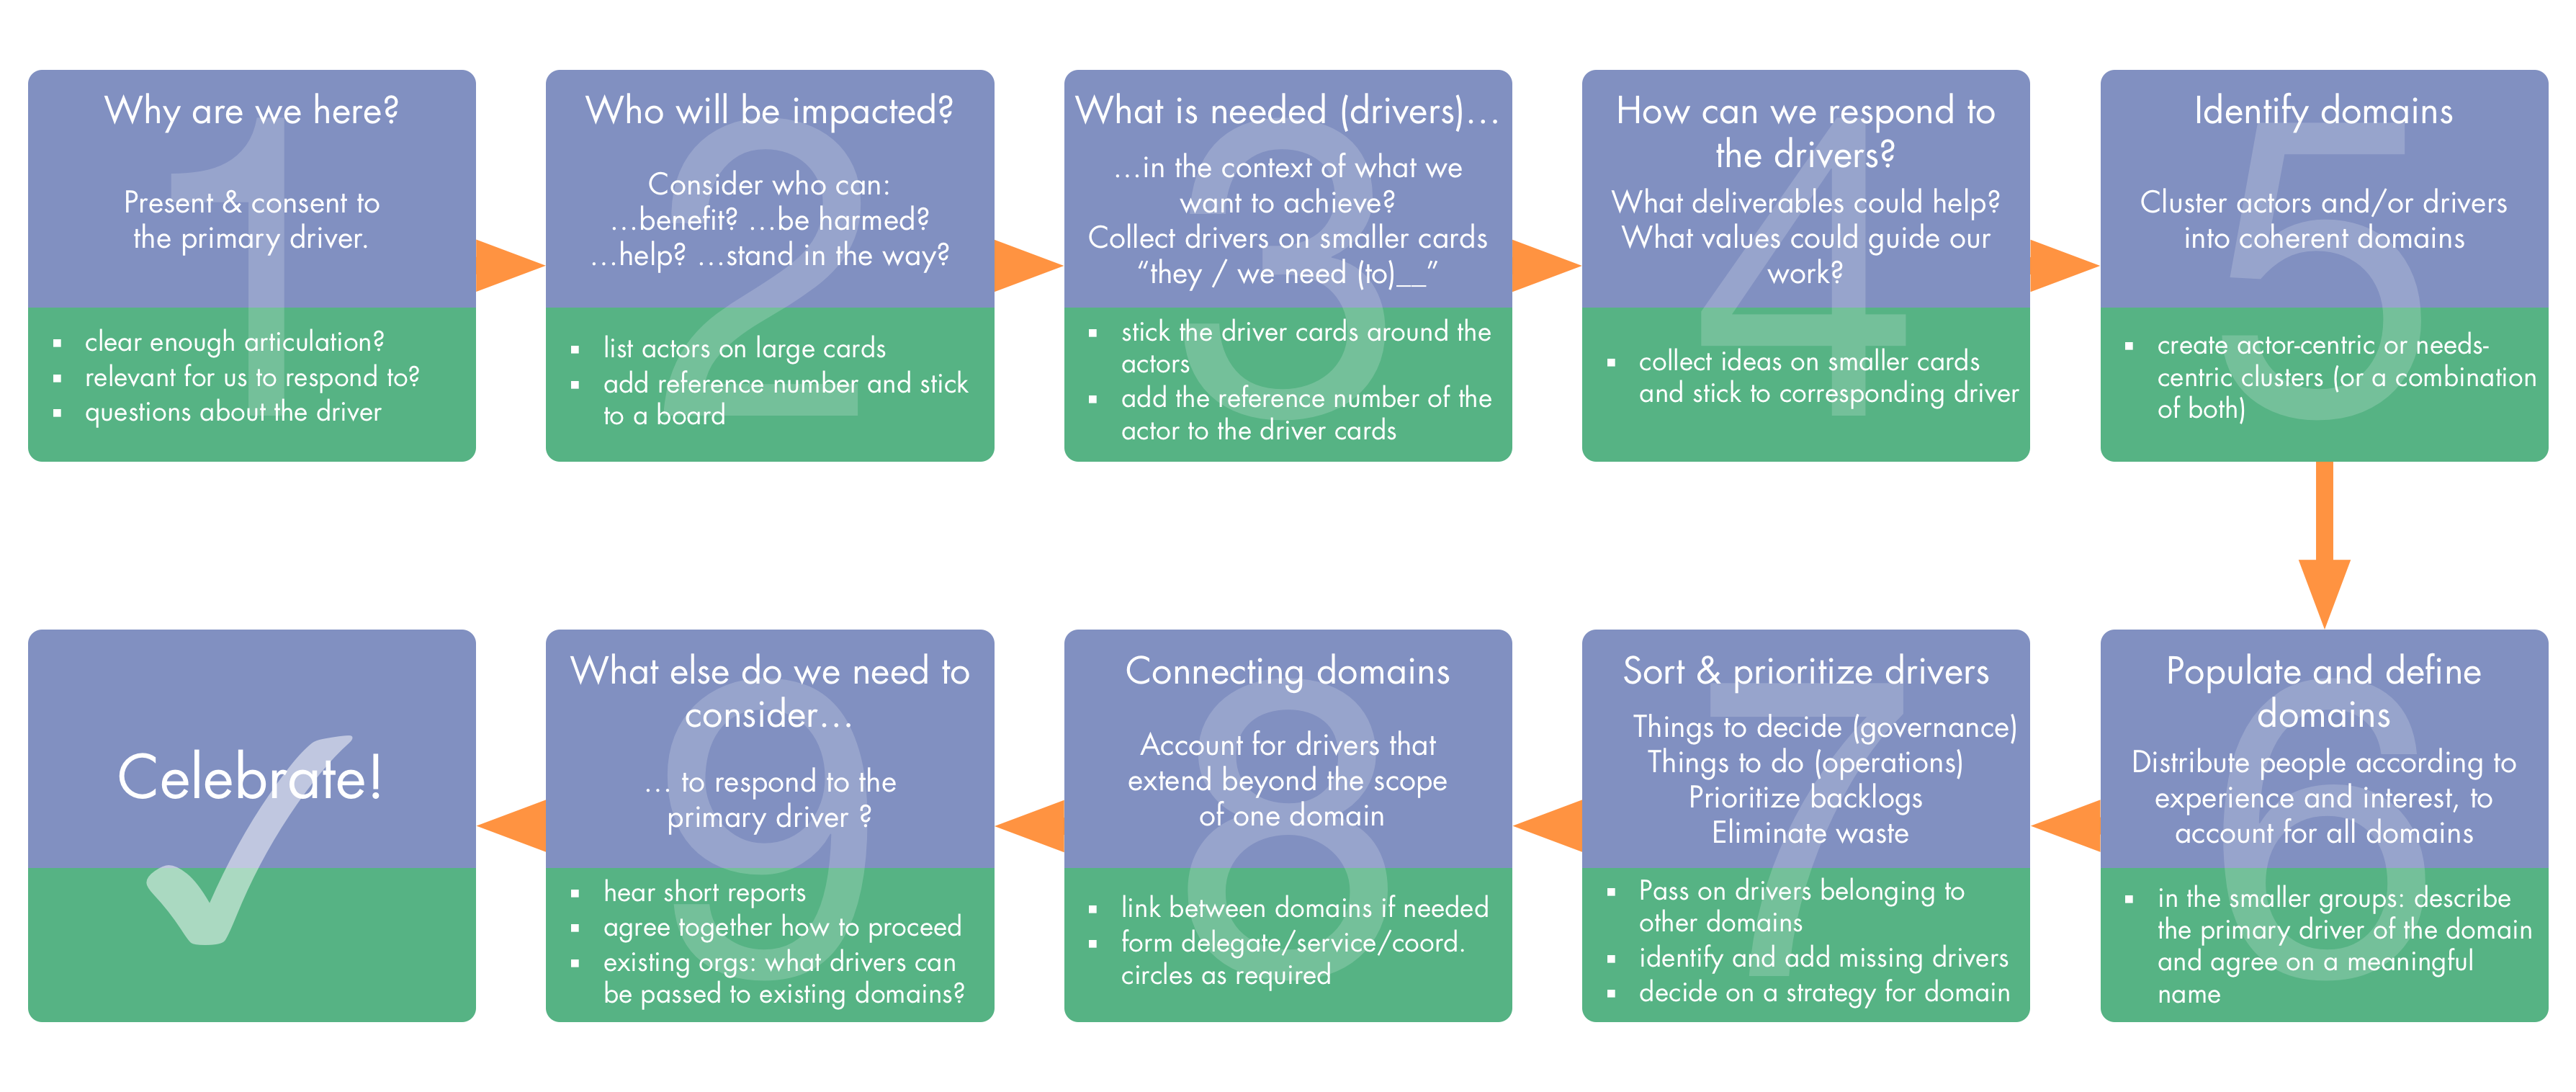 Why are we here?
1
Present & consent to
the primary driver.
▪ clear enough articulation?
▪ relevant for us to respond to?
▪ questions about the driver
Who will be impacted?
2
Consider who can:
...benefit? ...be harmed?
...help? ...stand in the way?
▪ list actors on large cards
▪ add reference number and stick
to a board
What is needed (drivers)...
3
...in the context of what we
want to achieve?
Collect drivers on smaller cards
“they / we need (to)__”
▪ stick the driver cards around the
actors
▪ add the reference number of the
actor to the driver cards
How can we respond to
the drivers?
4
What deliverables could help?
What values could guide our
work?
▪ collect ideas on smaller cards
and stick to corresponding driver
Identify domains
5
Cluster actors and/or drivers
into coherent domains
▪ create actor-centric or needs-
centric clusters (or a combination
of both)
Populate and define
domains
6
Distribute people according to
experience and interest, to
account for all domains
▪ in the smaller groups: describe
the primary driver of the domain
and agree on a meaningful
name
Sort & prioritize drivers
7
Things to decide (governance)
Things to do (operations)
Prioritize backlogs
Eliminate waste
▪ Pass on drivers belonging to
other domains
▪ identify and add missing drivers
▪ decide on a strategy for domain
Connecting domains
8
Account for drivers that
extend beyond the scope
of one domain
▪ link between domains if needed
▪ form delegate/service/coord.
circles as required
What else do we need to
consider...
9
... to respond to the
primary driver ?
▪ hear short reports
▪ agree together how to proceed
▪ existing orgs: what drivers can
be passed to existing domains?
Celebrate!
✓